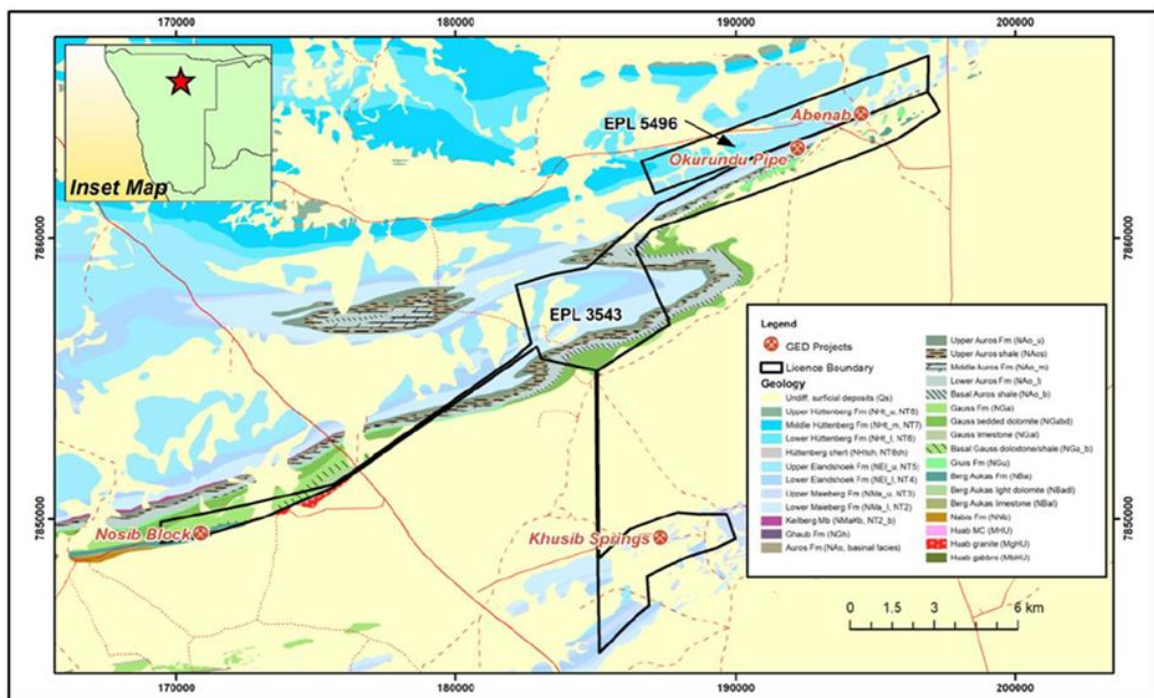 170000
180000
190000
200000
7870000
7860000
7850000
Inset Map
EPL 5496
Abenab
Okurundu Pipe
EPL 3543
Nosib Block
Khusib Springs
7860000
7850000
Legend
GED Projects
Licence Boundary
Geology
Undiff, surficial deposits (Qs)
Upper Hüttenberg Fm (NHt_u, NT8)
Middle Hüttenberg Fm (NHt_m, NT7)
Lower Hüttenberg Fm (NHt_l, NT6)
Hüttenberg chert (NHtch, NT6ch)
Upper Elandshoek Fm (NEl_u, NT5)
Lower Elandshoek Fm (NEl_l, NT4)
Upper Maieberg Fm (NMa_u, NT3)
Lower Maieberg Fm (NMa_l, NT2)
Keilberg Mb (NMaKb, NT2_b)
Ghaub Fm (NGh)
Auros Fm (NAo, basinal facies)
Upper Auros Fm (NAo_u)
Upper Auros shale (NAos)
Middle Auros Fm (NAo_m)
Lower Auros Fm (NAo_l)
Basal Auros shale (NAo_b)
Gauss Fm (NGa)
Gauss bedded dolomite (NGabd)
Gauss limestone (NGal)
Basal Gauss dolostone/shale (NGa_b)
Gruis Fm (NGu)
Berg Aukas Fm (NBa)
Berg Aukas light dolomite (NBadl)
Berg Aukas limestone (NBal)
Nabis Fm (NNb)
Huab MC (MHU)
Huab granite (MgHU)
Huab gabbro (MbHU)
0 1.5 3 6 km
170000
180000
190000
200000